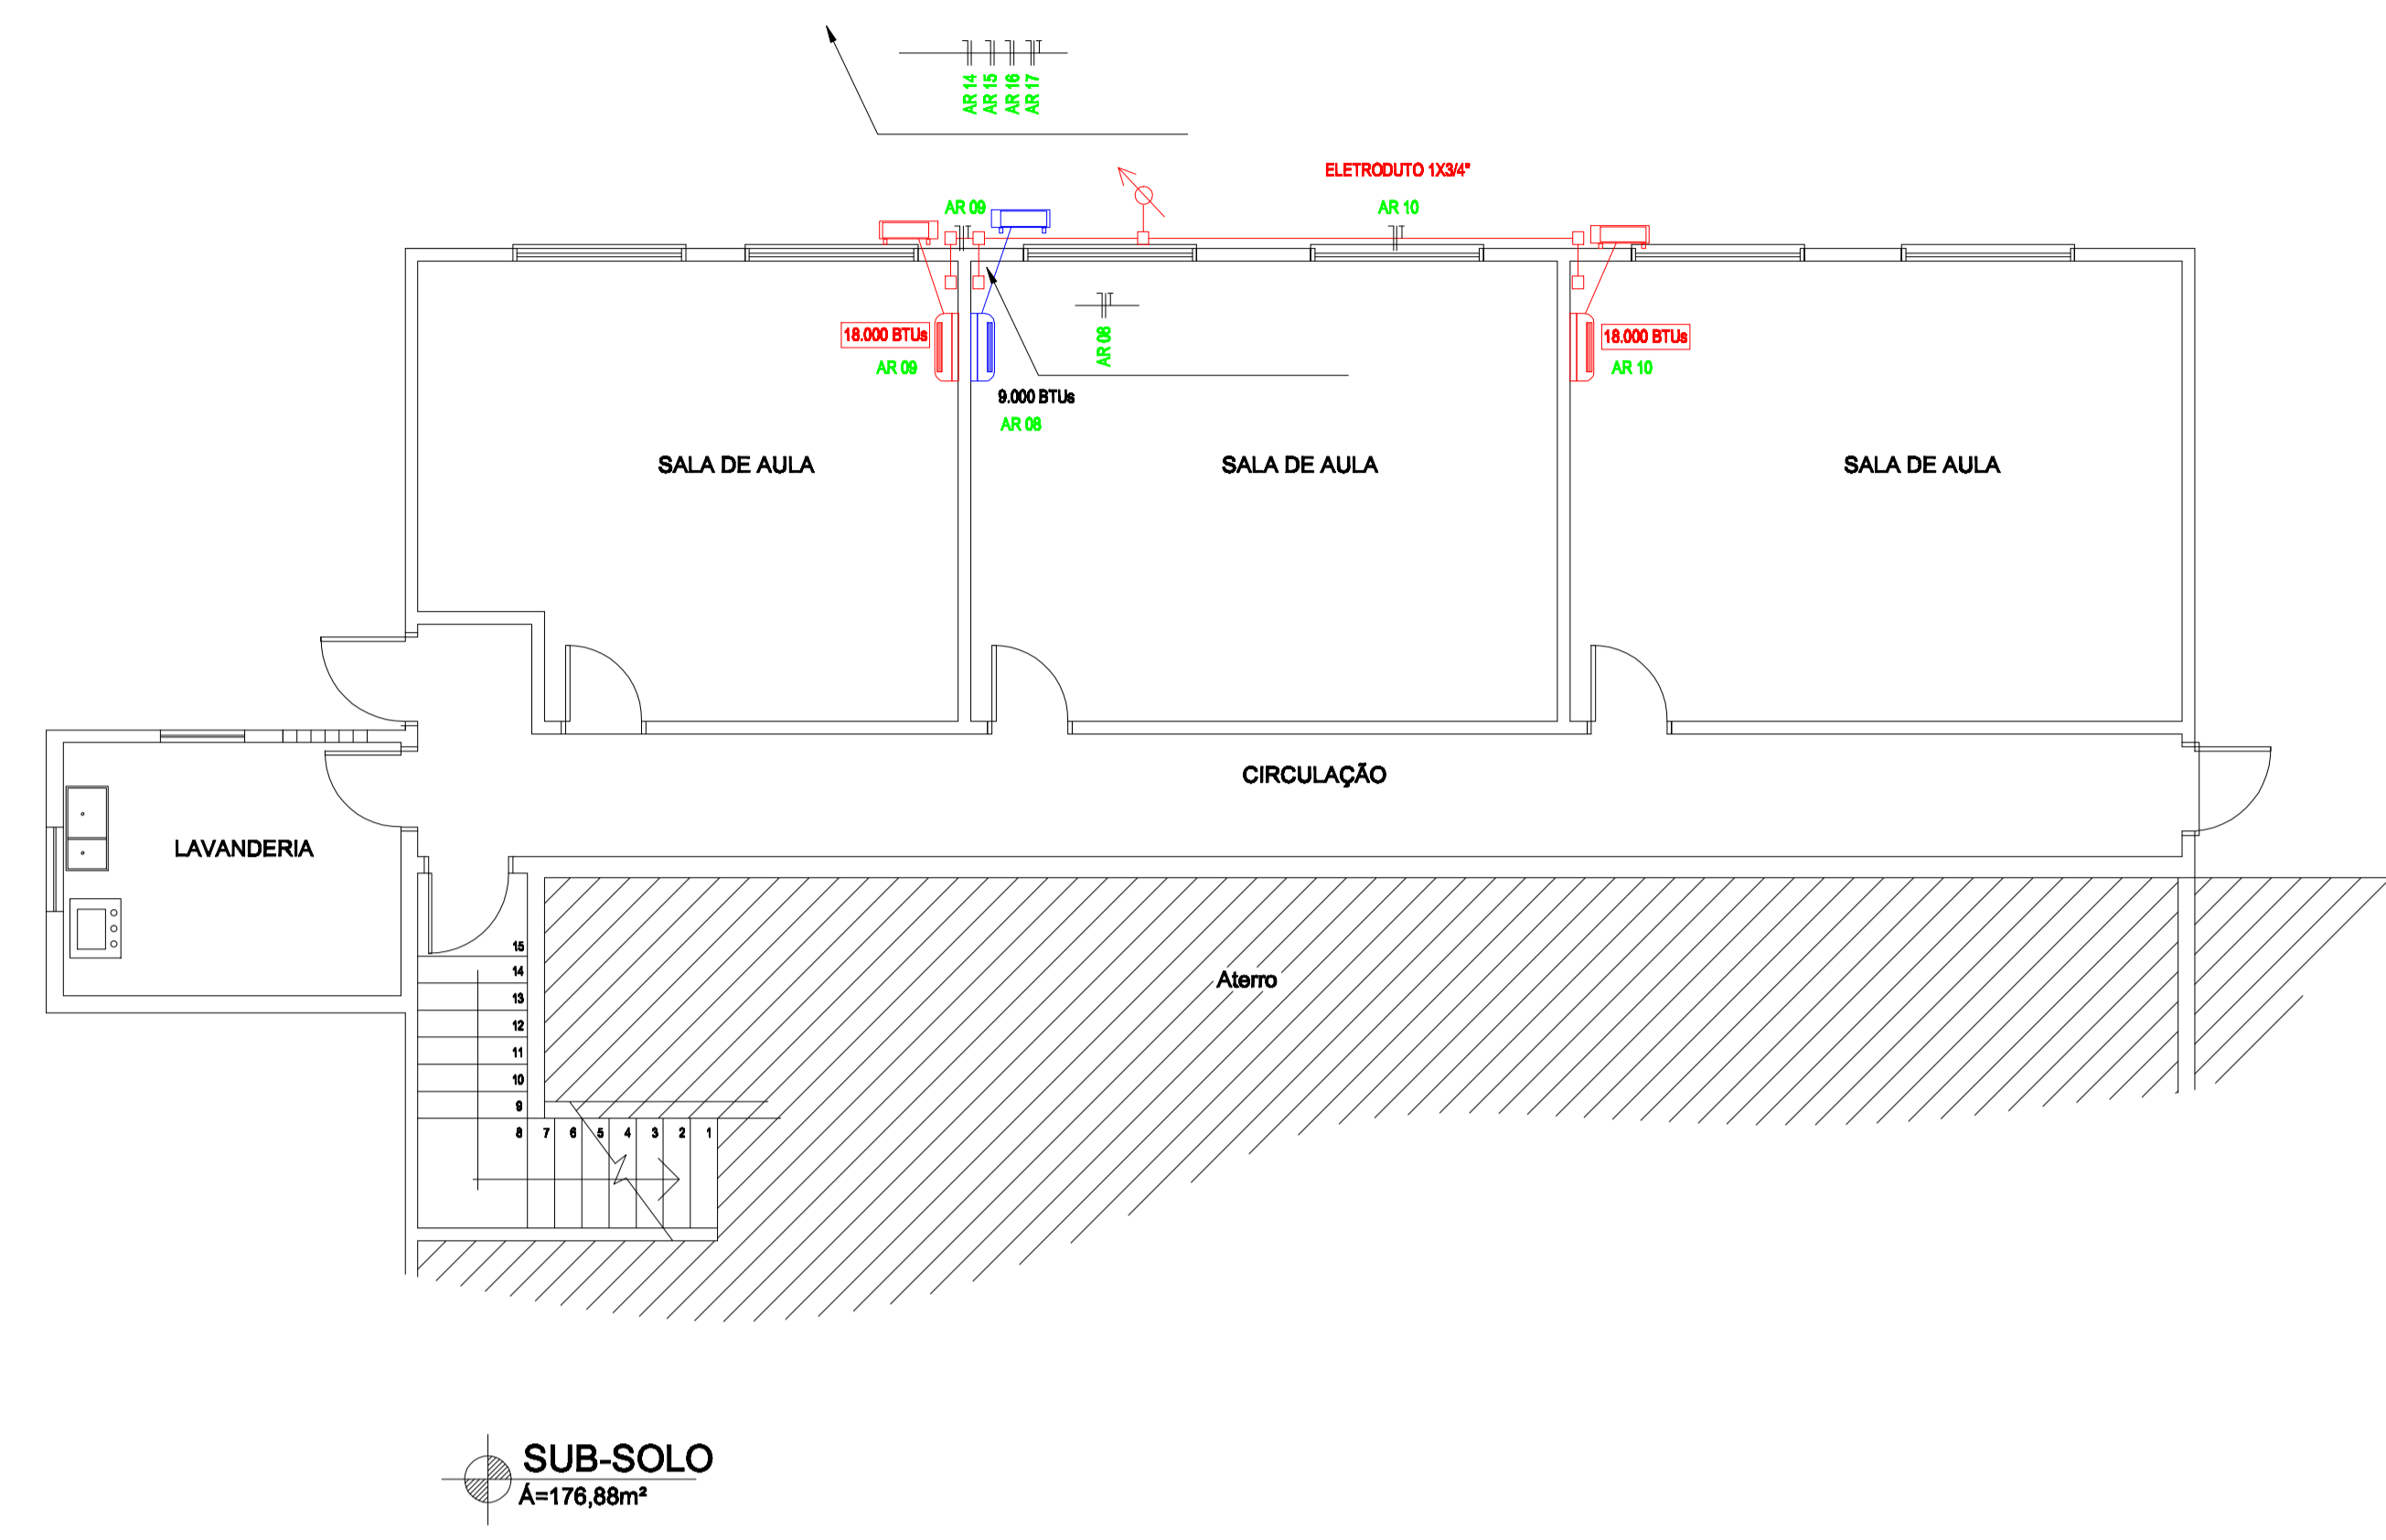 AR 14
AR 15
AR 16
AR 17
ELETRODUTO 1X3/4"
AR 09
AR 10
18.000 BTUs
AR 09
AR 08
9.000 BTUs
AR 08
18.000 BTUs
AR 10
SALA DE AULA
SALA DE AULA
SALA DE AULA
CIRCULAÇÃO
LAVANDERIA
15
14
13
12
11
10
9
8
7
6
5
4
3
2
1
Aterro
SUB-SOLO
Á=176,88m²